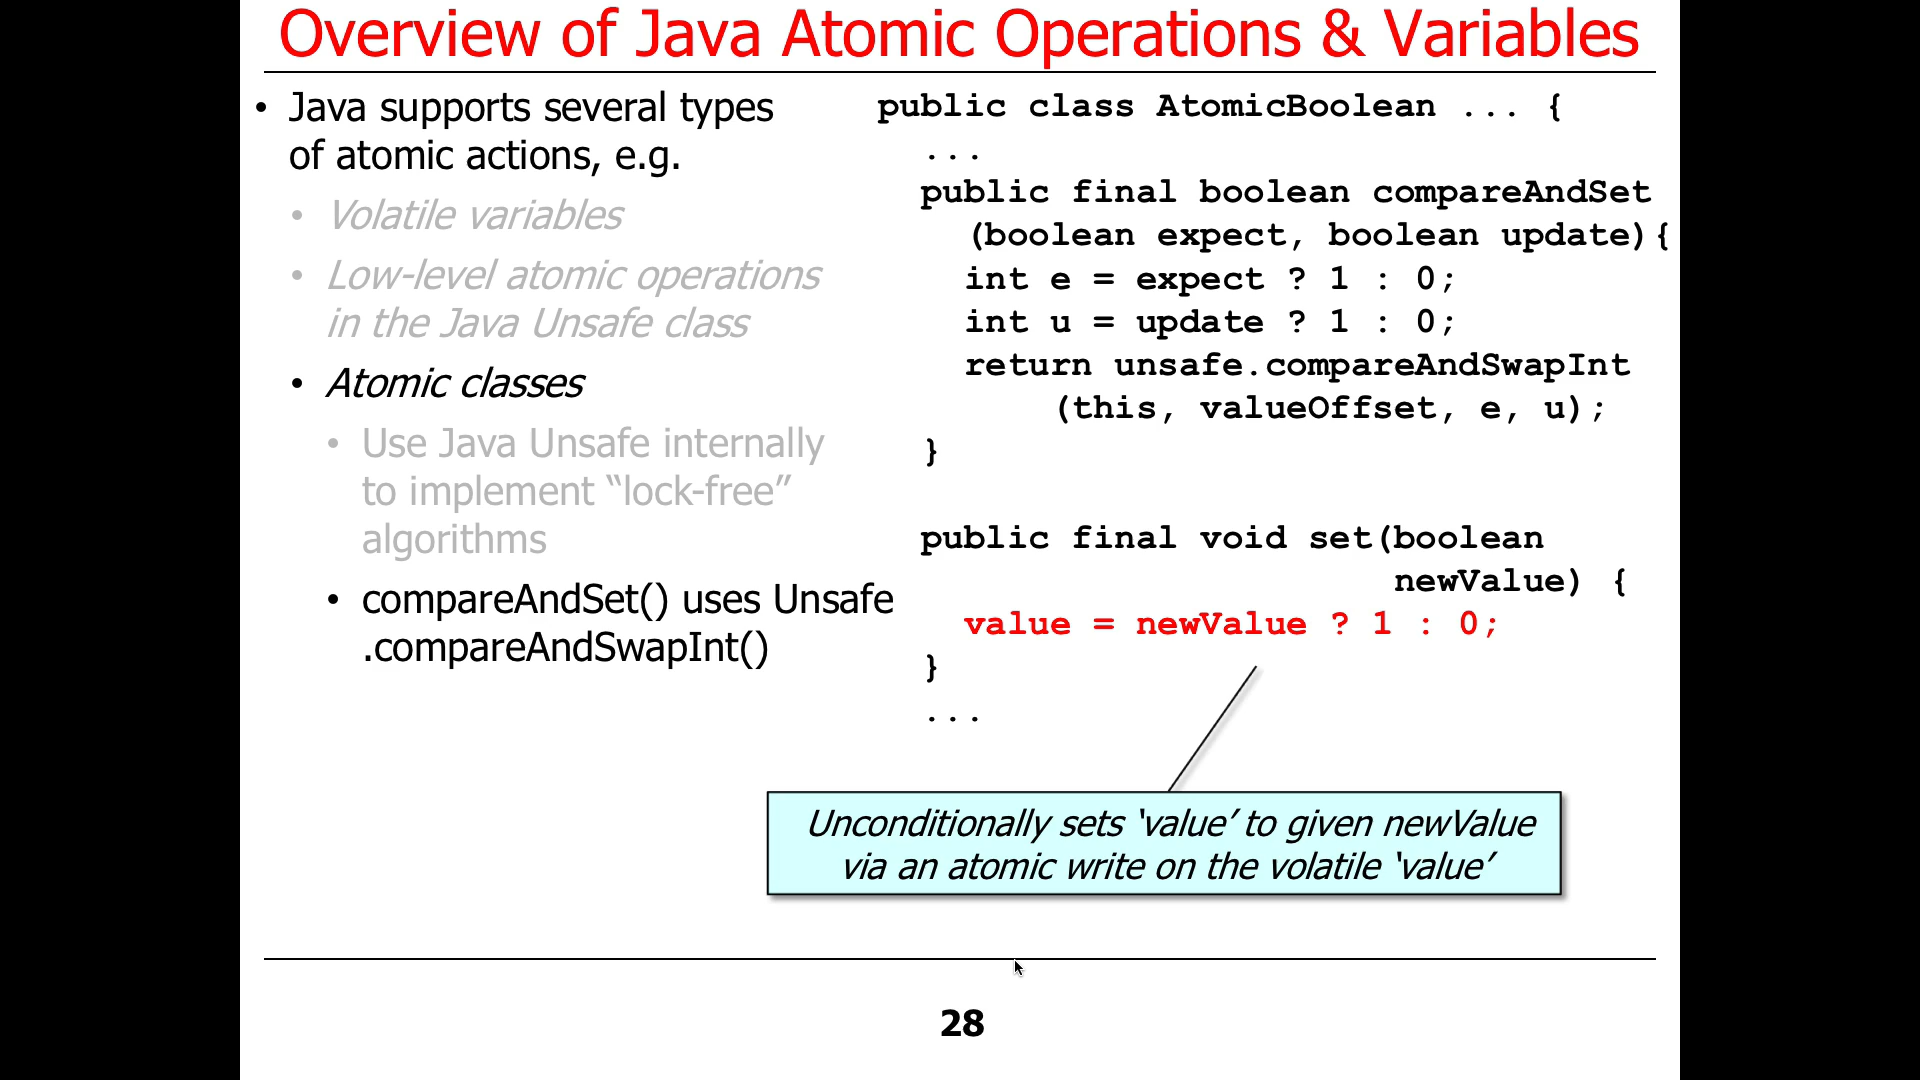 Overview of Java Atomic Operations & Variables
• Java supports several types
of atomic actions, e.g.
• Volatile variables
• Low-level atomic operations
in the Java Unsafe class
• Atomic classes
• Use Java Unsafe internally
to implement “lock-free”
algorithms
• compareAndSet() uses Unsafe
.compareAndSwapInt()
public class AtomicBoolean ... {
...
public final boolean compareAndSet
(boolean expect, boolean update){
int e = expect ? 1 : 0;
int u = update ? 1 : 0;
return unsafe.compareAndSwapInt
(this, valueOffset, e, u);
}
public final void set(boolean
newValue) {
value = newValue ? 1 : 0;
}
...
Unconditionally sets ‘value’ to given newValue
via an atomic write on the volatile ‘value’
28